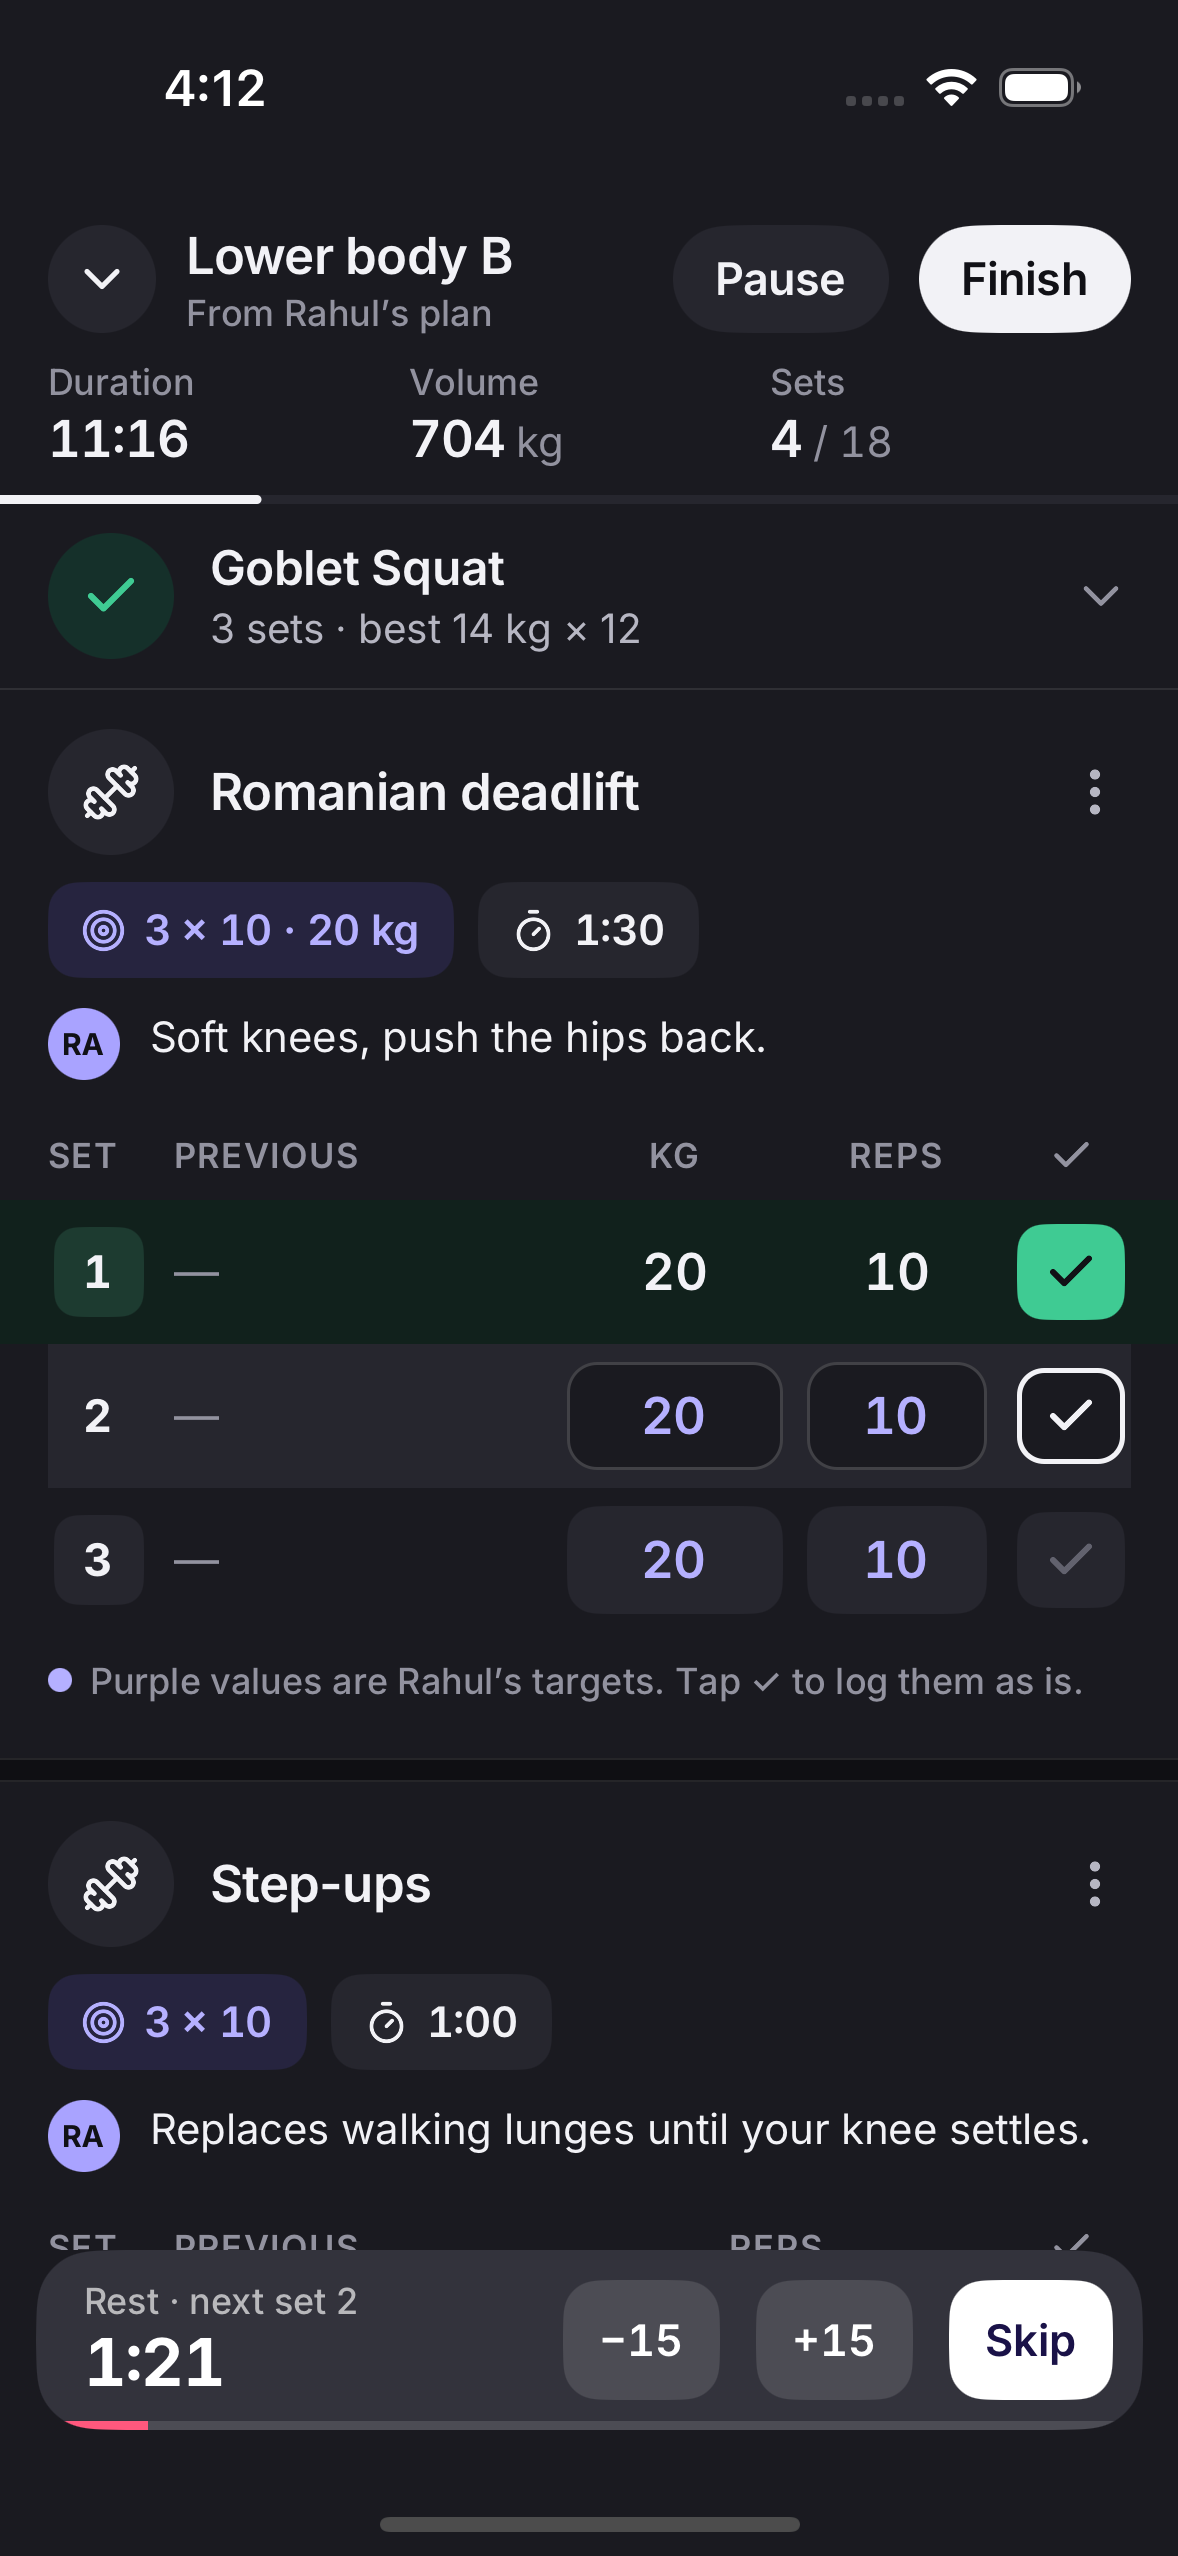 4:12
Lower body B
From Rahul’s plan
Pause
Finish
Duration
Volume
Sets
11:16
704 kg
4 / 18
Goblet Squat
3 sets · best 14 kg × 12
Romanian deadlift
3 × 10 · 20 kg
1:30
RA
Soft knees, push the hips back.
SET PREVIOUS KG REPS ✓
1 — 20 10 ✓
2 — 20 10 ✓
3 — 20 10 ✓
Purple values are Rahul’s targets. Tap ✓ to log them as is.
Step-ups
3 × 10
1:00
RA
Replaces walking lunges until your knee settles.
SET PREVIOUS REPS ✓
Rest · next set 2
1:21
−15
+15
Skip